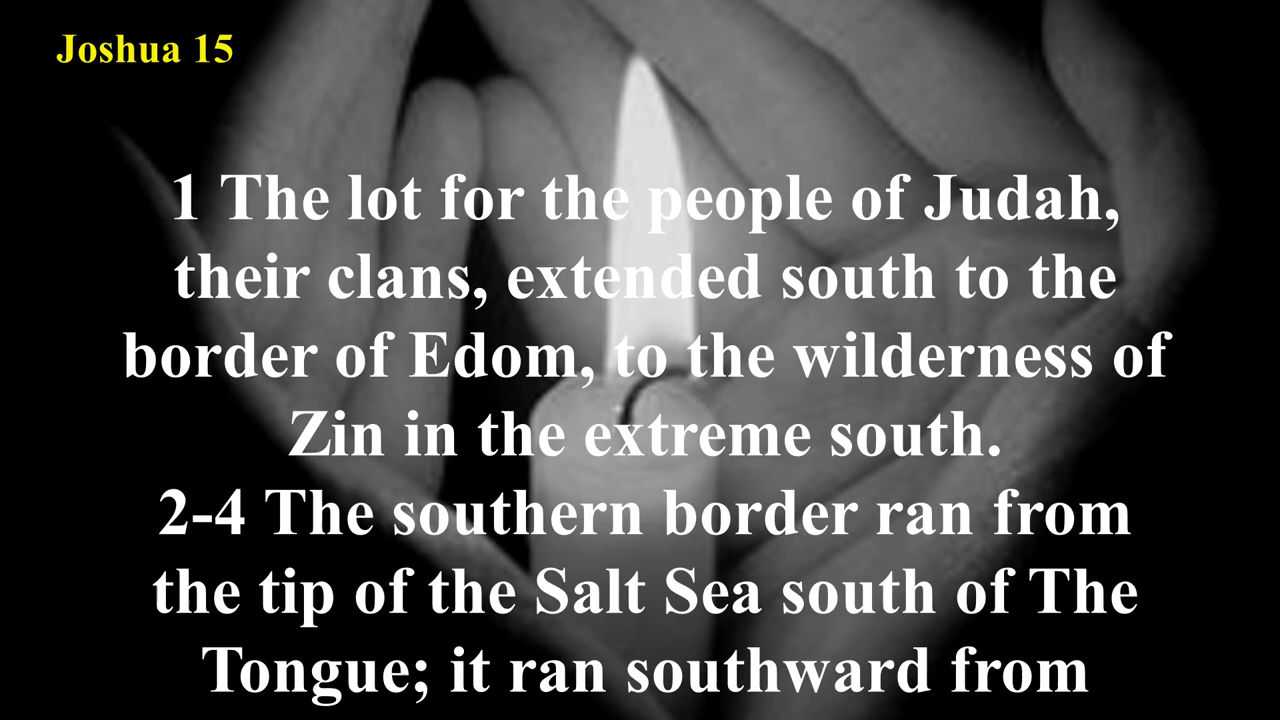 Joshua 15
1 The lot for the people of Judah,
their clans, extended south to the
border of Edom, to the wilderness of
Zin in the extreme south.
2-4 The southern border ran from
the tip of the Salt Sea south of The
Tongue; it ran southward from